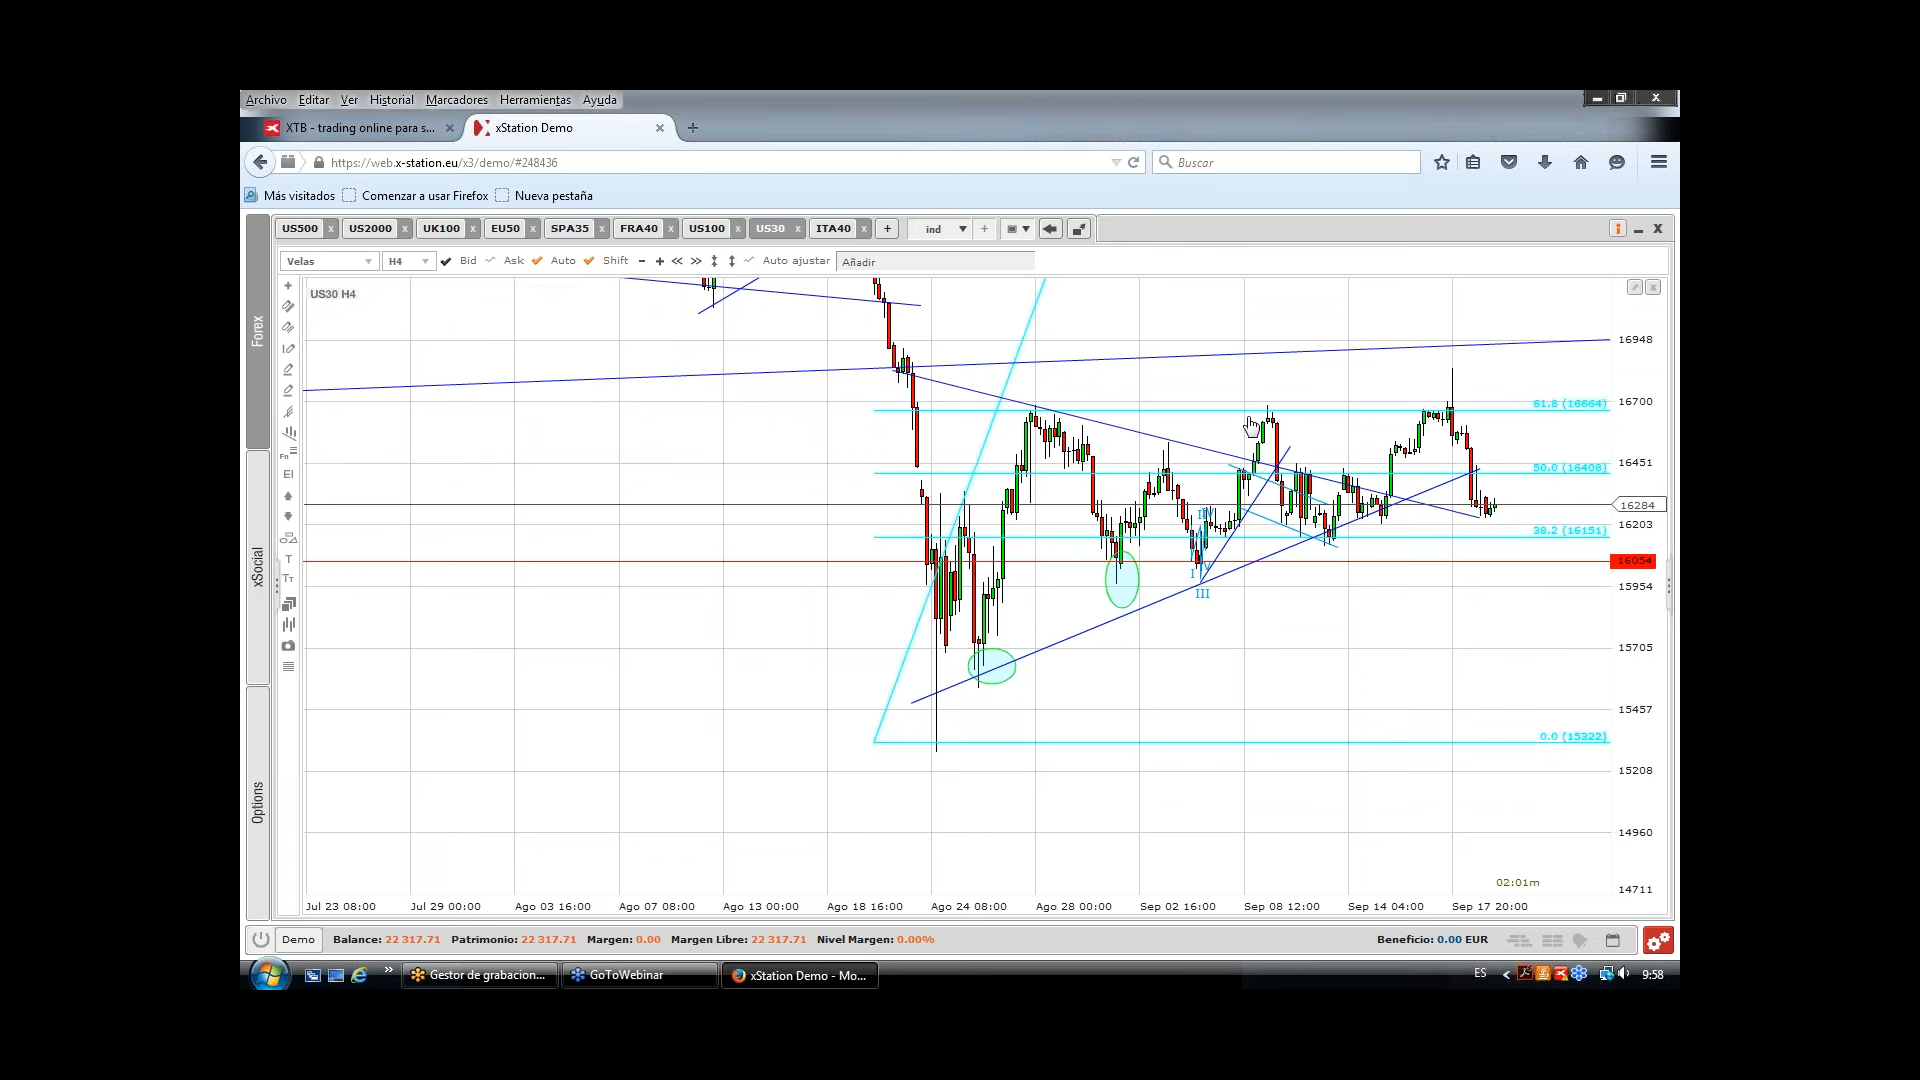 Archivo Editar Ver Historial Marcadores Herramientas Ayuda
XTB - trading online para s... xStation Demo
https://web.x-station.eu/x3/demo/#248436 Buscar
Más visitados Comenzar a usar Firefox Nueva pestaña
US500 x US2000 x UK100 x EU50 x SPA35 x FRA40 x US100 x US30 x ITA40 x + ind +
Velas H4 Bid Ask Auto Shift - + << >> Auto ajustar Añadir
US30 H4
Forex
xSocial
Options
Fn
EI
T
TT
16948
61.8 (16664)
16700
50.0 (16408)
16451
16284
16203
38.2 (16151)
16054
15954
15705
15457
0.0 (15322)
15208
14960
14711
I
III
02:01m
Jul 23 08:00 Jul 29 00:00 Ago 03 16:00 Ago 07 08:00 Ago 13 00:00 Ago 18 16:00 Ago 24 08:00 Ago 28 00:00 Sep 02 16:00 Sep 08 12:00 Sep 14 04:00 Sep 17 20:00
Demo Balance: 22 317.71 Patrimonio: 22 317.71 Margen: 0.00 Margen Libre: 22 317.71 Nivel Margen: 0.00% Beneficio: 0.00 EUR
Gestor de grabacion... GoToWebinar xStation Demo - Mo... ES 9:58